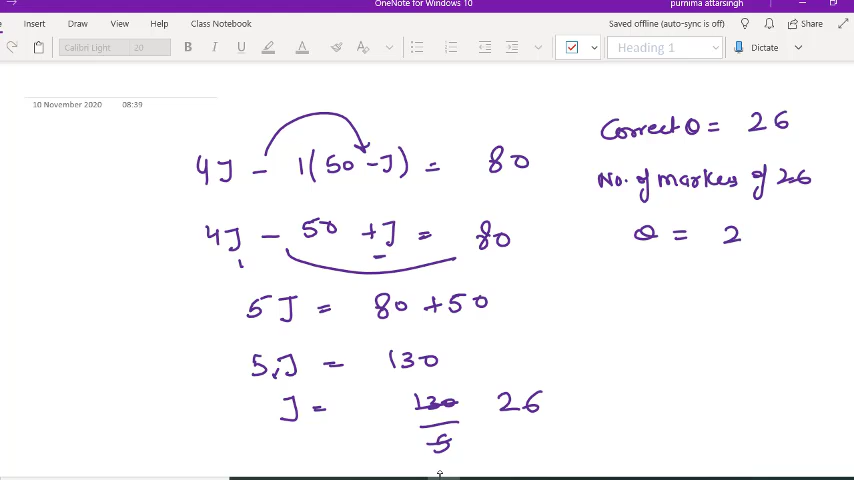 OneNote for Windows 10
purnima attarsingh
Insert Draw View Help Class Notebook
Saved offline (auto-sync is off) Share
Calibri Light 20 B I U A Heading 1 Dictate
10 November 2020 08:39
4J - 1(50 - J) = 80
4J - 50 + J = 80
5J = 80 + 50
5J = 130
J = 130/5 26
Correct Q = 26
No. of markes of 26
Q = 2